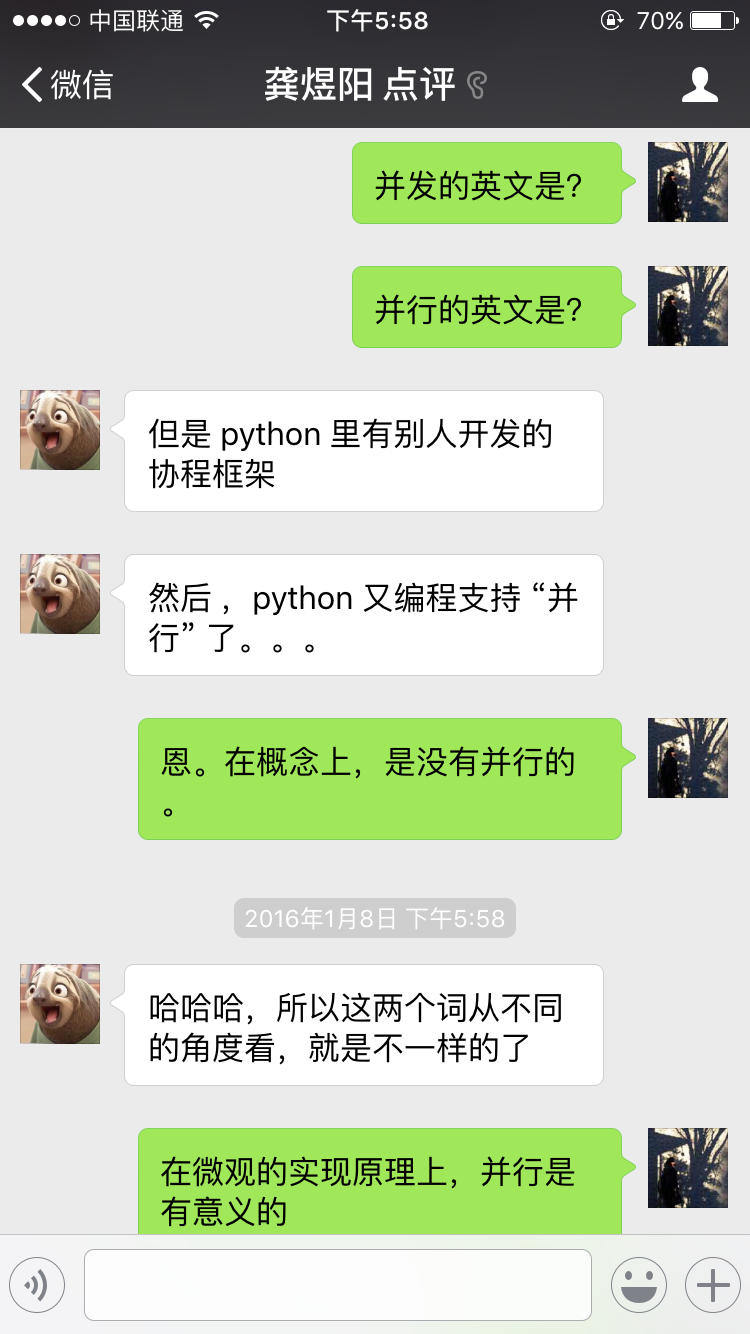 中国联通 下午5:58 70%
微信 龚煜阳 点评
并发的英文是?
并行的英文是?
但是 python 里有别人开发的
协程框架
然后 ，python 又编程支持 “并
行” 了。。。
恩。在概念上，是没有并行的
。
2016年1月8日 下午5:58
哈哈哈，所以这两个词从不同
的角度看，就是不一样的了
在微观的实现原理上，并行是
有意义的